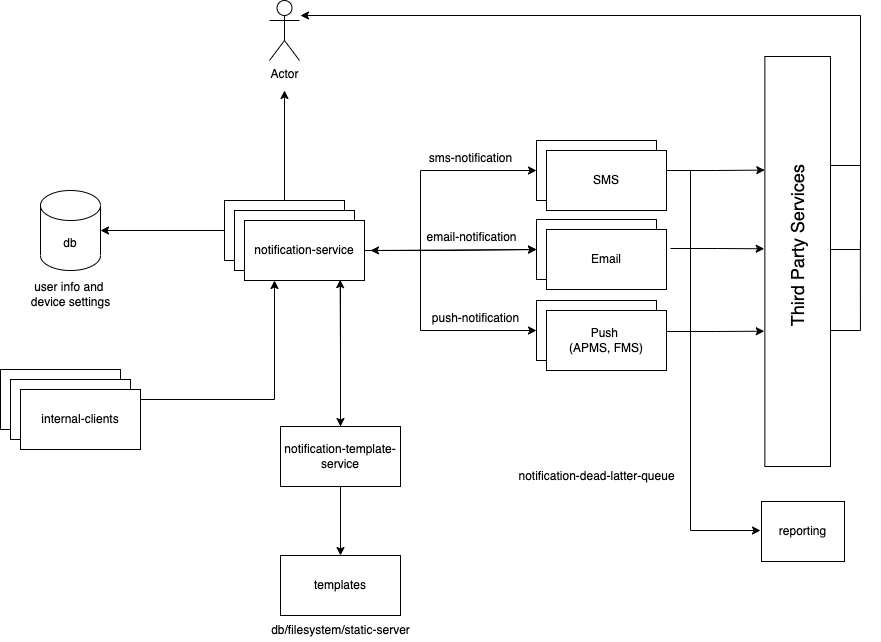 Actor
sms-notification
SMS
Third Party Services
db
notification-service
email-notification
Email
user info and
device settings
push-notification
Push
(APMS, FMS)
internal-clients
notification-template-
service
notification-dead-latter-queue
reporting
templates
db/filesystem/static-server